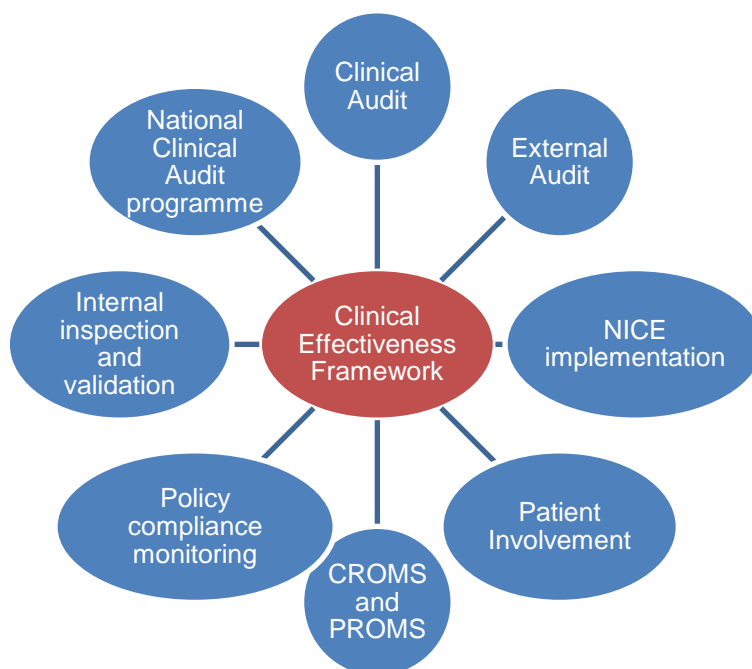 Clinical
Audit
External
Audit
NICE
implementation
Patient
Involvement
CROMS
and
PROMS
Policy
compliance
monitoring
Internal
inspection
and
validation
National
Clinical
Audit
programme
Clinical
Effectiveness
Framework